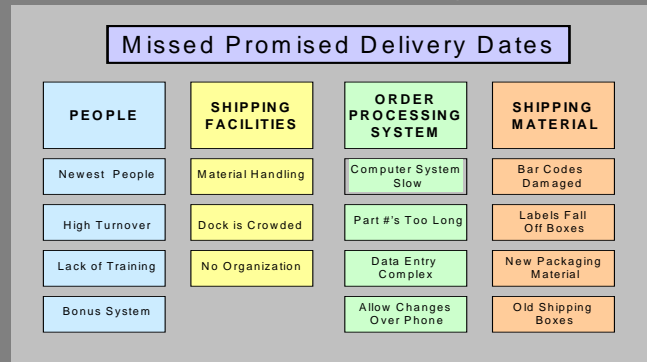 Missed Promised Delivery Dates
PEOPLE
SHIPPING
FACILITIES
ORDER
PROCESSING
SYSTEM
SHIPPING
MATERIAL
Newest People
Material Handling
Computer System
Slow
Bar Codes
Damaged
High Turnover
Dock is Crowded
Part #'s Too Long
Labels Fall
Off Boxes
Lack of Training
No Organization
Data Entry
Complex
New Packaging
Material
Bonus System
Allow Changes
Over Phone
Old Shipping
Boxes